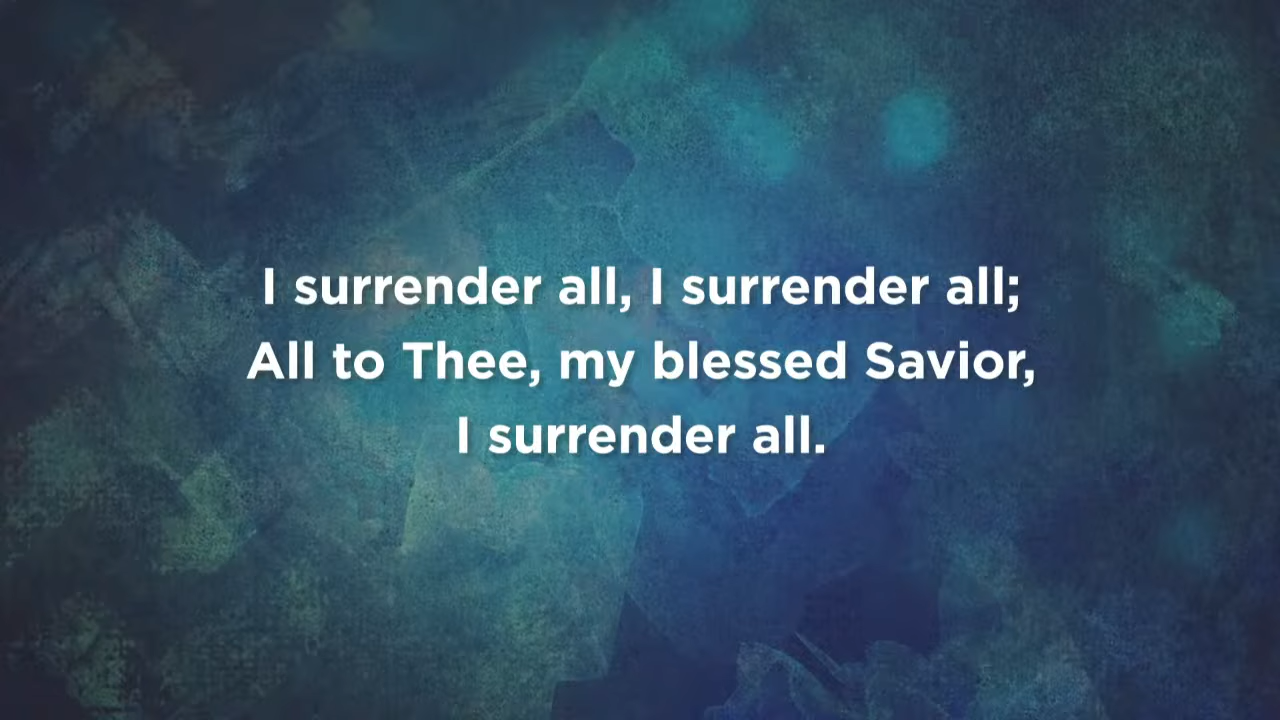 I surrender all, I surrender all;
All to Thee, my blessed Savior,
I surrender all.